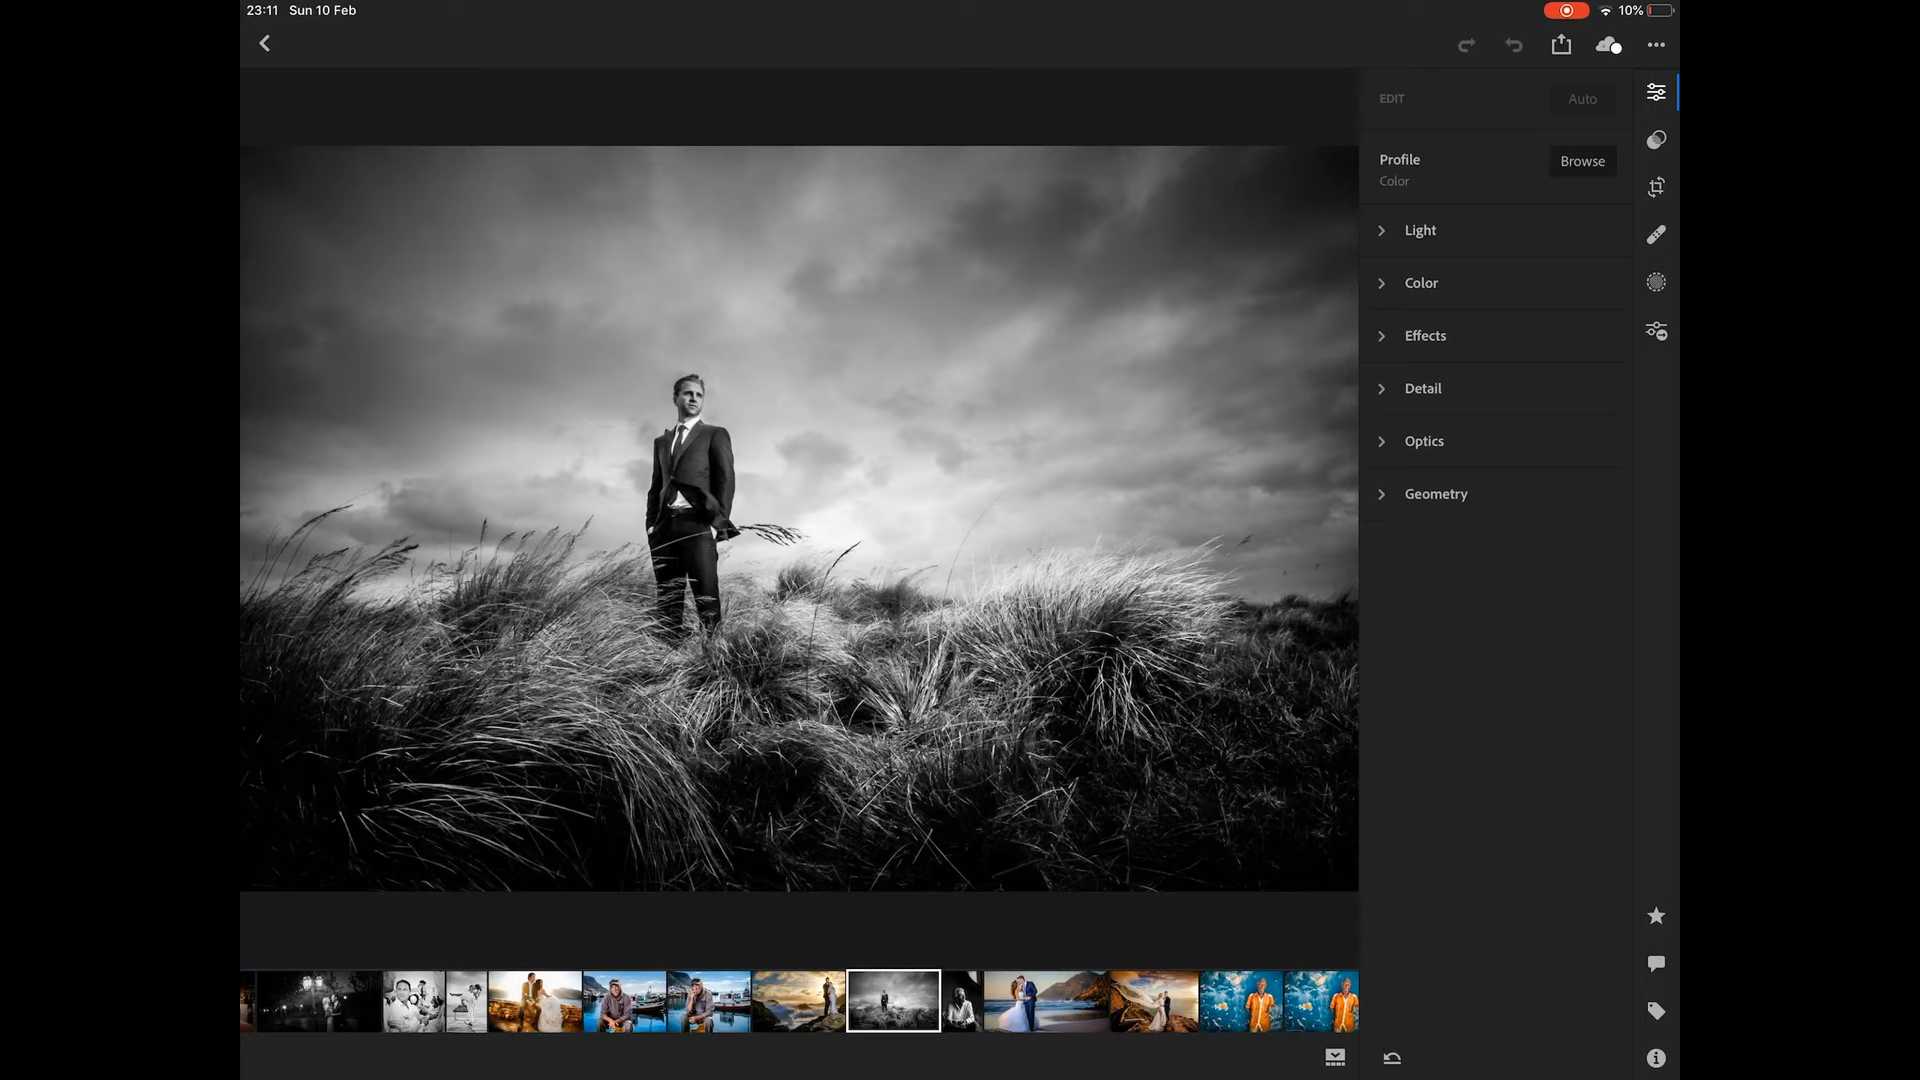 23:11 Sun 10 Feb
10%
EDIT
Auto
Profile
Color
Browse
Light
Color
Effects
Detail
Optics
Geometry